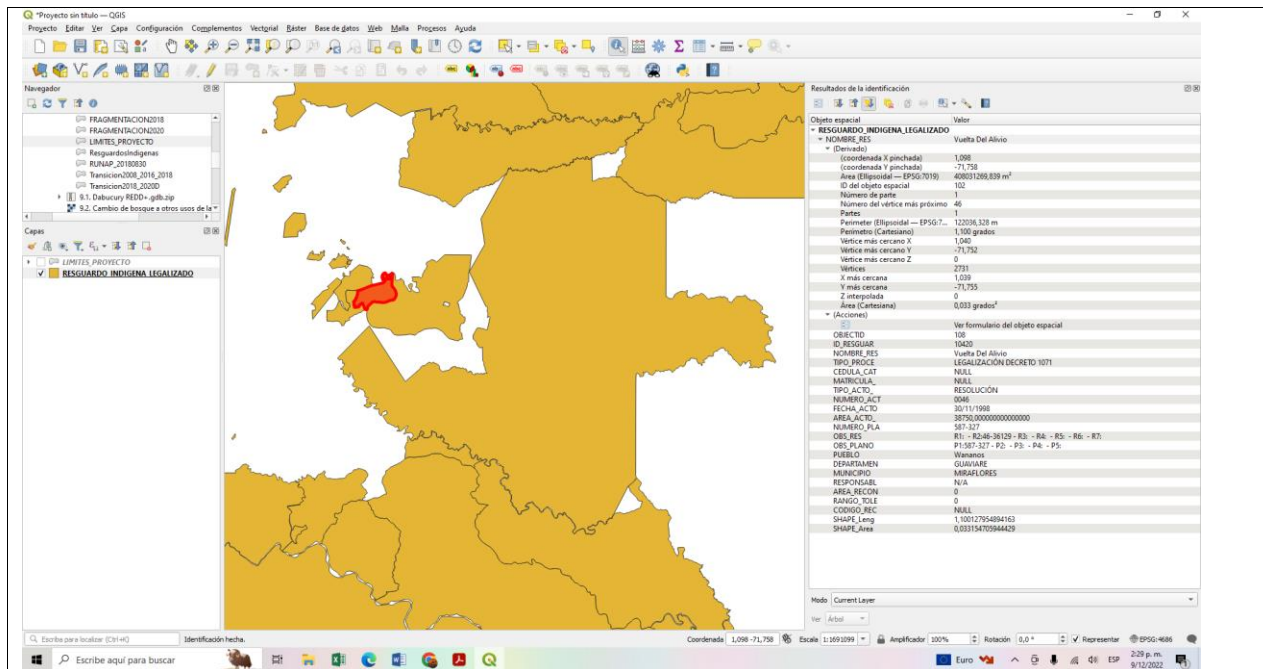 *Proyecto sin título — QGIS
Proyecto Editar Ver Capa Configuración Complementos Vectorial Ráster Base de datos Web Malla Procesos Ayuda
Navegador
FRAGMENTACION2018
FRAGMENTACION2020
LIMITES_PROYECTO
ResguardosIndigenas
RUNAP_20180830
Transicion2008_2016_2018
Transicion2018_2020D
9.1. Dabucury REDD+.gdb.zip
9.2. Cambio de bosque a otros usos de la
Capas
LIMITES_PROYECTO
RESGUARDO_INDIGENA_LEGALIZADO
Resultados de la identificación
Objeto espacial Valor
RESGUARDO_INDIGENA_LEGALIZADO
NOMBRE_RES Vuelta Del Alivio
(Derivado)
(coordenada X pinchada) 1,098
(coordenada Y pinchada) -71,758
Área (Ellipsoidal — EPSG:7019) 408031269,839 m²
ID del objeto espacial 102
Número de parte 1
Número del vértice más próximo 46
Partes 1
Perimeter (Ellipsoidal — EPSG:7... 122036,328 m
Perímetro (Cartesiano) 1,100 grados
Vértice más cercano X 1,040
Vértice más cercano Y -71,752
Vértice más cercano Z 0
Vértices 2731
X más cercana 1,039
Y más cercana -71,755
Z interpolada 0
Área (Cartesiana) 0,033 grados²
(Acciones)
Ver formulario del objeto espacial
OBJECTID 108
ID_RESGUAR 10420
NOMBRE_RES Vuelta Del Alivio
TIPO_PROCE LEGALIZACIÓN DECRETO 1071
CEDULA_CAT NULL
MATRICULA_ NULL
TIPO_ACTO_ RESOLUCIÓN
NUMERO_ACT 0046
FECHA_ACTO 30/11/1998
AREA_ACTO_ 38750,000000000000000
NUMERO_PLA 587-327
OBS_RES R1: - R2:46-36129 - R3: - R4: - R5: - R6: - R7:
OBS_PLANO P1:587-327 - P2: - P3: - P4: - P5:
PUEBLO Wananos
DEPARTAMEN GUAVIARE
MUNICIPIO MIRAFLORES
RESPONSABL N/A
AREA_RECON 0
RANGO_TOLE 0
CODIGO_REC NULL
SHAPE_Leng 1,100127954894163
SHAPE_Area 0,033154705944429
Modo Current Layer
Ver Árbol
Escriba para localizar (Ctrl+K) Identificación hecha. Coordenada 1,098 -71,758 Escala 1:1691099 Amplificador 100% Rotación 0,0 ° Representar EPSG:4686
Escribe aquí para buscar Euro ESP 2:29 p. m.
9/12/2022